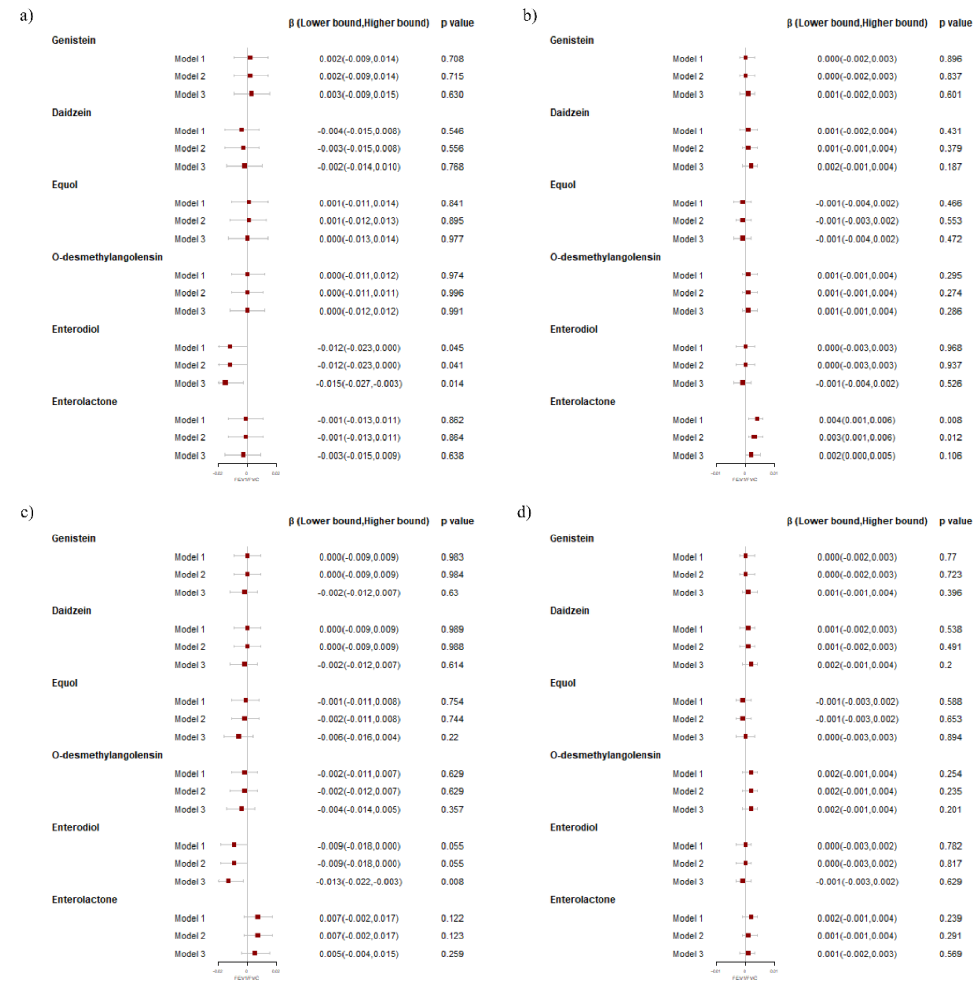 a)
β (Lower bound,Higher bound) p value
Genistein
Model 1 0.002(-0.009,0.014) 0.708
Model 2 0.002(-0.009,0.014) 0.715
Model 3 0.003(-0.009,0.015) 0.630
Daidzein
Model 1 -0.004(-0.015,0.008) 0.546
Model 2 -0.003(-0.015,0.008) 0.556
Model 3 -0.002(-0.014,0.010) 0.768
Equol
Model 1 0.001(-0.011,0.014) 0.841
Model 2 0.001(-0.012,0.013) 0.895
Model 3 0.000(-0.013,0.014) 0.977
O-desmethylangolensin
Model 1 0.000(-0.011,0.012) 0.974
Model 2 0.000(-0.011,0.011) 0.996
Model 3 0.000(-0.012,0.012) 0.991
Enterodiol
Model 1 -0.012(-0.023,0.000) 0.045
Model 2 -0.012(-0.023,0.000) 0.041
Model 3 -0.015(-0.027,-0.003) 0.014
Enterolactone
Model 1 -0.001(-0.013,0.011) 0.862
Model 2 -0.001(-0.013,0.011) 0.864
Model 3 -0.003(-0.015,0.009) 0.638
-0.02 0 0.02
FEV1/FVC
b)
β (Lower bound,Higher bound) p value
Genistein
Model 1 0.000(-0.002,0.003) 0.896
Model 2 0.000(-0.002,0.003) 0.837
Model 3 0.001(-0.002,0.003) 0.601
Daidzein
Model 1 0.001(-0.002,0.004) 0.431
Model 2 0.001(-0.001,0.004) 0.379
Model 3 0.002(-0.001,0.004) 0.187
Equol
Model 1 -0.001(-0.004,0.002) 0.466
Model 2 -0.001(-0.003,0.002) 0.553
Model 3 -0.001(-0.004,0.002) 0.472
O-desmethylangolensin
Model 1 0.001(-0.001,0.004) 0.295
Model 2 0.001(-0.001,0.004) 0.274
Model 3 0.001(-0.001,0.004) 0.286
Enterodiol
Model 1 0.000(-0.003,0.003) 0.968
Model 2 0.000(-0.003,0.003) 0.937
Model 3 -0.001(-0.004,0.002) 0.526
Enterolactone
Model 1 0.004(0.001,0.006) 0.008
Model 2 0.003(0.001,0.006) 0.012
Model 3 0.002(0.000,0.005) 0.106
-0.01 0 0.01
FEV1/FVC
c)
β (Lower bound,Higher bound) p value
Genistein
Model 1 0.000(-0.009,0.009) 0.983
Model 2 0.000(-0.009,0.009) 0.984
Model 3 -0.002(-0.012,0.007) 0.63
Daidzein
Model 1 0.000(-0.009,0.009) 0.989
Model 2 0.000(-0.009,0.009) 0.988
Model 3 -0.002(-0.012,0.007) 0.614
Equol
Model 1 -0.001(-0.011,0.008) 0.754
Model 2 -0.002(-0.011,0.008) 0.744
Model 3 -0.006(-0.016,0.004) 0.22
O-desmethylangolensin
Model 1 -0.002(-0.011,0.007) 0.629
Model 2 -0.002(-0.012,0.007) 0.629
Model 3 -0.004(-0.014,0.005) 0.357
Enterodiol
Model 1 -0.009(-0.018,0.000) 0.055
Model 2 -0.009(-0.018,0.000) 0.055
Model 3 -0.013(-0.022,-0.003) 0.008
Enterolactone
Model 1 0.007(-0.002,0.017) 0.122
Model 2 0.007(-0.002,0.017) 0.123
Model 3 0.005(-0.004,0.015) 0.259
-0.02 0 0.02
FEV1/FVC
d)
β (Lower bound,Higher bound) p value
Genistein
Model 1 0.000(-0.002,0.003) 0.77
Model 2 0.000(-0.002,0.003) 0.723
Model 3 0.001(-0.001,0.004) 0.396
Daidzein
Model 1 0.001(-0.002,0.003) 0.538
Model 2 0.001(-0.002,0.003) 0.491
Model 3 0.002(-0.001,0.004) 0.2
Equol
Model 1 -0.001(-0.003,0.002) 0.588
Model 2 -0.001(-0.003,0.002) 0.653
Model 3 0.000(-0.003,0.003) 0.894
O-desmethylangolensin
Model 1 0.002(-0.001,0.004) 0.254
Model 2 0.002(-0.001,0.004) 0.235
Model 3 0.002(-0.001,0.004) 0.201
Enterodiol
Model 1 0.000(-0.003,0.002) 0.782
Model 2 0.000(-0.003,0.002) 0.817
Model 3 -0.001(-0.003,0.002) 0.629
Enterolactone
Model 1 0.002(-0.001,0.004) 0.239
Model 2 0.001(-0.001,0.004) 0.291
Model 3 0.001(-0.002,0.003) 0.569
-0.01 0 0.01
FEV1/FVC